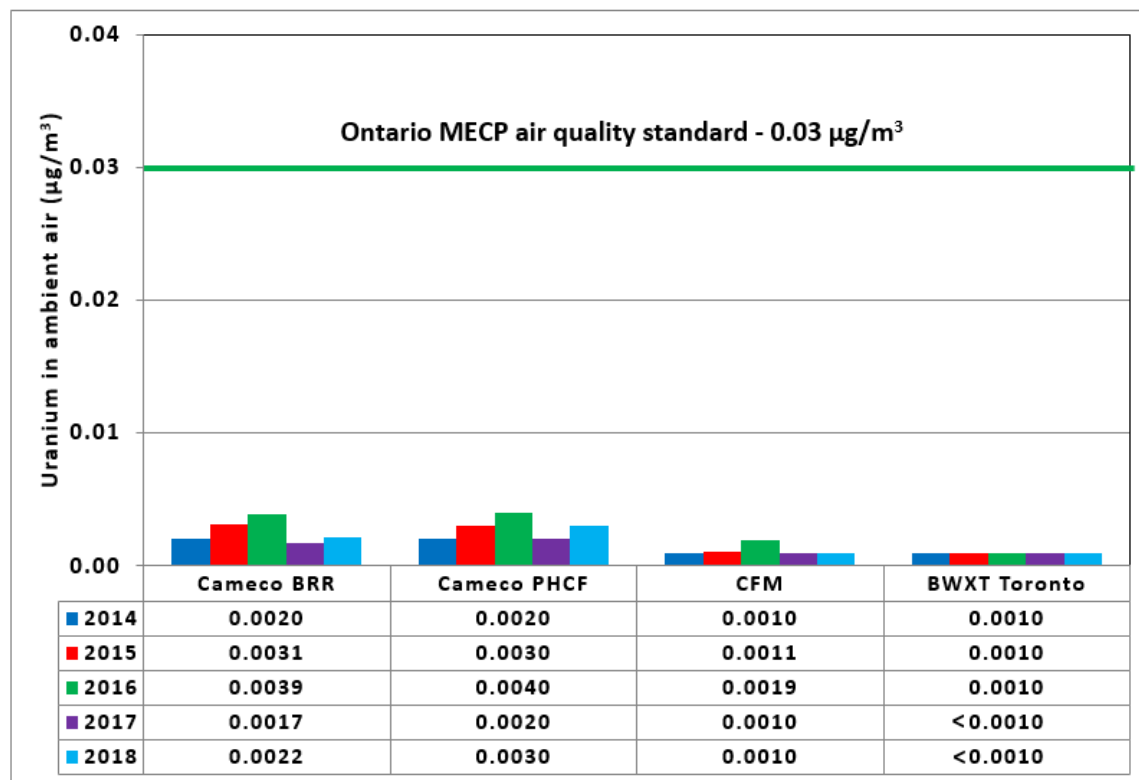 0.04
Ontario MECP air quality standard - 0.03 µg/m³
0.03
0.02
0.01
0.00
Uranium in ambient air (µg/m³)
Cameco BRR Cameco PHCF CFM BWXT Toronto
2014 0.0020 0.0020 0.0010 0.0010
2015 0.0031 0.0030 0.0011 0.0010
2016 0.0039 0.0040 0.0019 0.0010
2017 0.0017 0.0020 0.0010 <0.0010
2018 0.0022 0.0030 0.0010 <0.0010